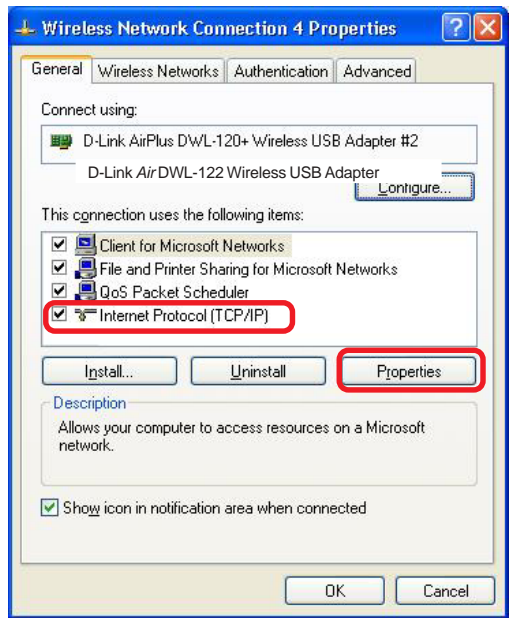 Wireless Network Connection 4 Properties
General Wireless Networks Authentication Advanced
Connect using:
D-Link AirPlus DWL-120+ Wireless USB Adapter #2
D-Link Air DWL-122 Wireless USB Adapter
Configure...
This connection uses the following items:
Client for Microsoft Networks
File and Printer Sharing for Microsoft Networks
QoS Packet Scheduler
Internet Protocol (TCP/IP)
Install... Uninstall Properties
Description
Allows your computer to access resources on a Microsoft
network.
Show icon in notification area when connected
OK Cancel